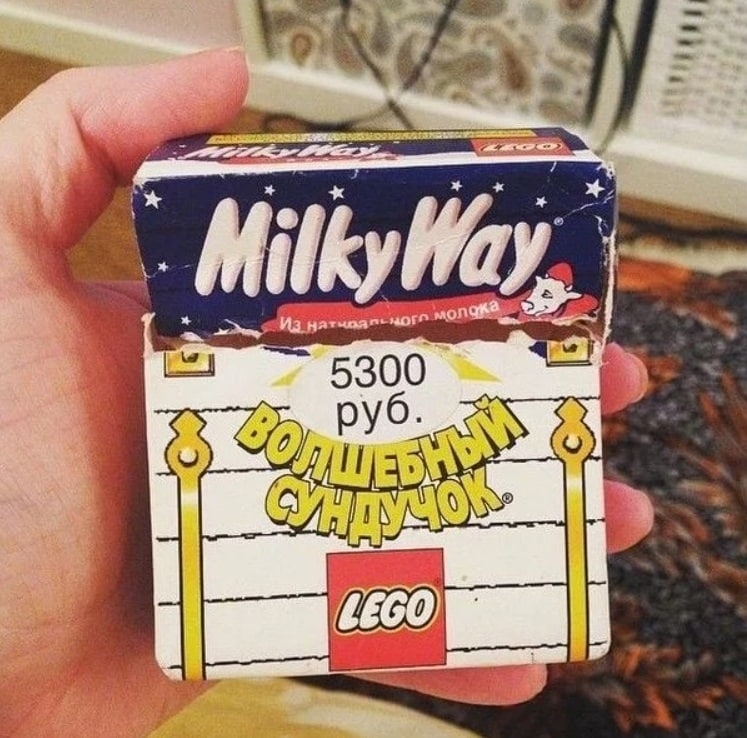 Milky Way
LEGO
Milky Way®
Из натурального молока
5300
руб.
ВОЛШЕБНЫЙ
СУНДУЧОК®
LEGO®